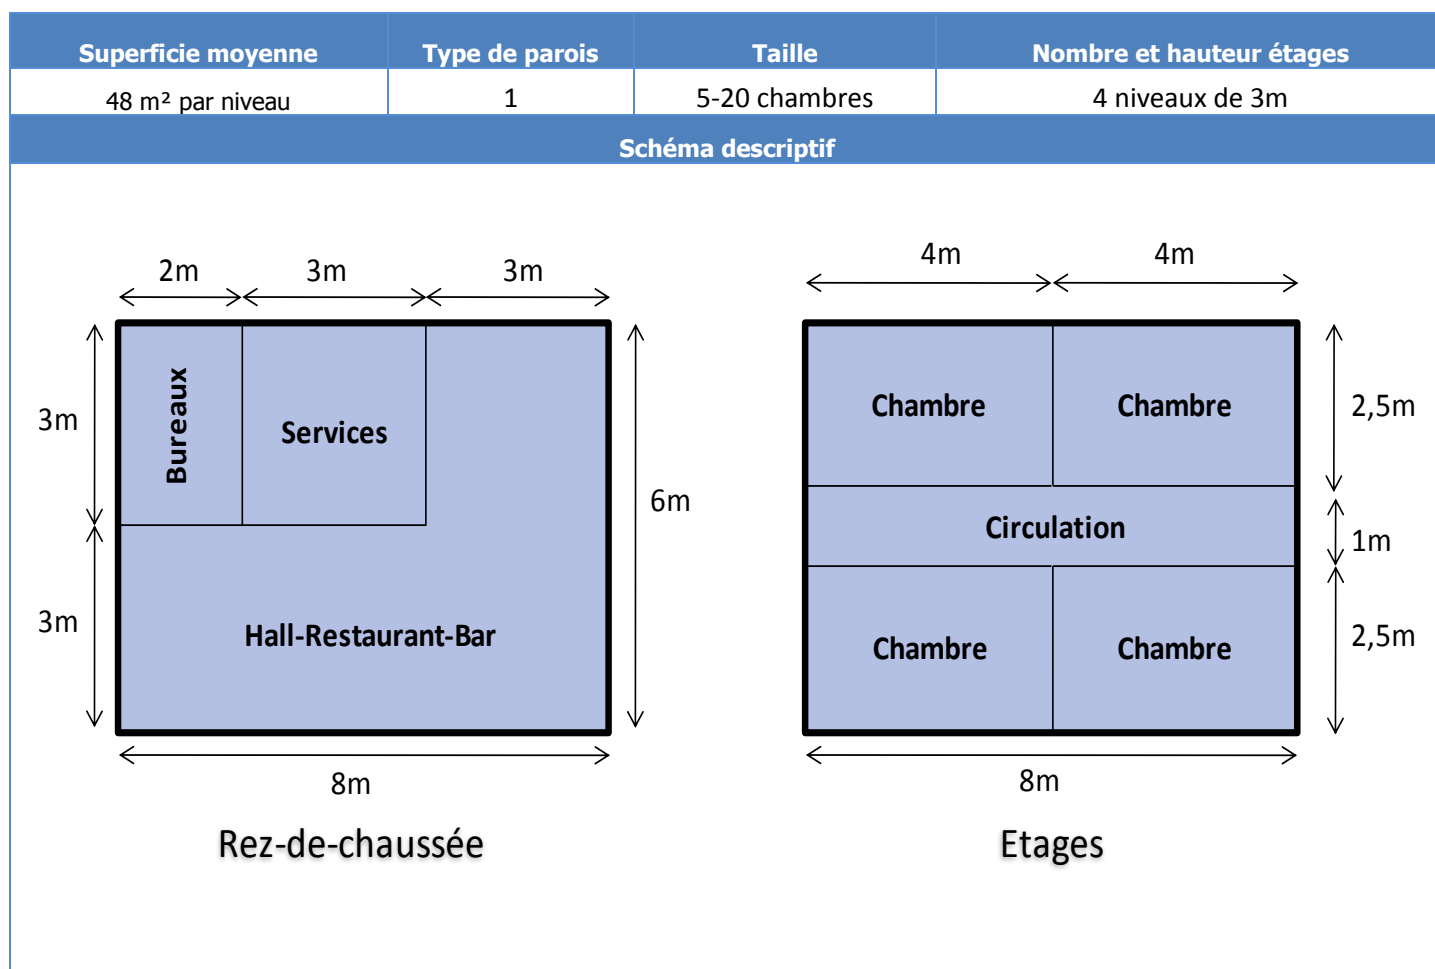 Superficie moyenne Type de parois Taille Nombre et hauteur étages
48 m² par niveau 1 5-20 chambres 4 niveaux de 3m
Schéma descriptif
2m 3m 3m
3m
3m
Bureaux
Services
Hall-Restaurant-Bar
6m
8m
Rez-de-chaussée
4m 4m
Chambre Chambre
2,5m
Circulation
1m
Chambre Chambre
2,5m
8m
Etages